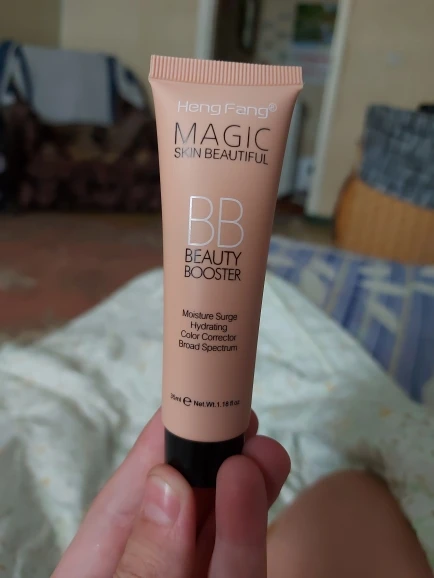 Heng Fang®
MAGIC
SKIN BEAUTIFUL
BB
BEAUTY
BOOSTER
Moisture Surge
Hydrating
Color Corrector
Broad Spectrum
35ml ℮ Net.Wt.1.18 fl.oz